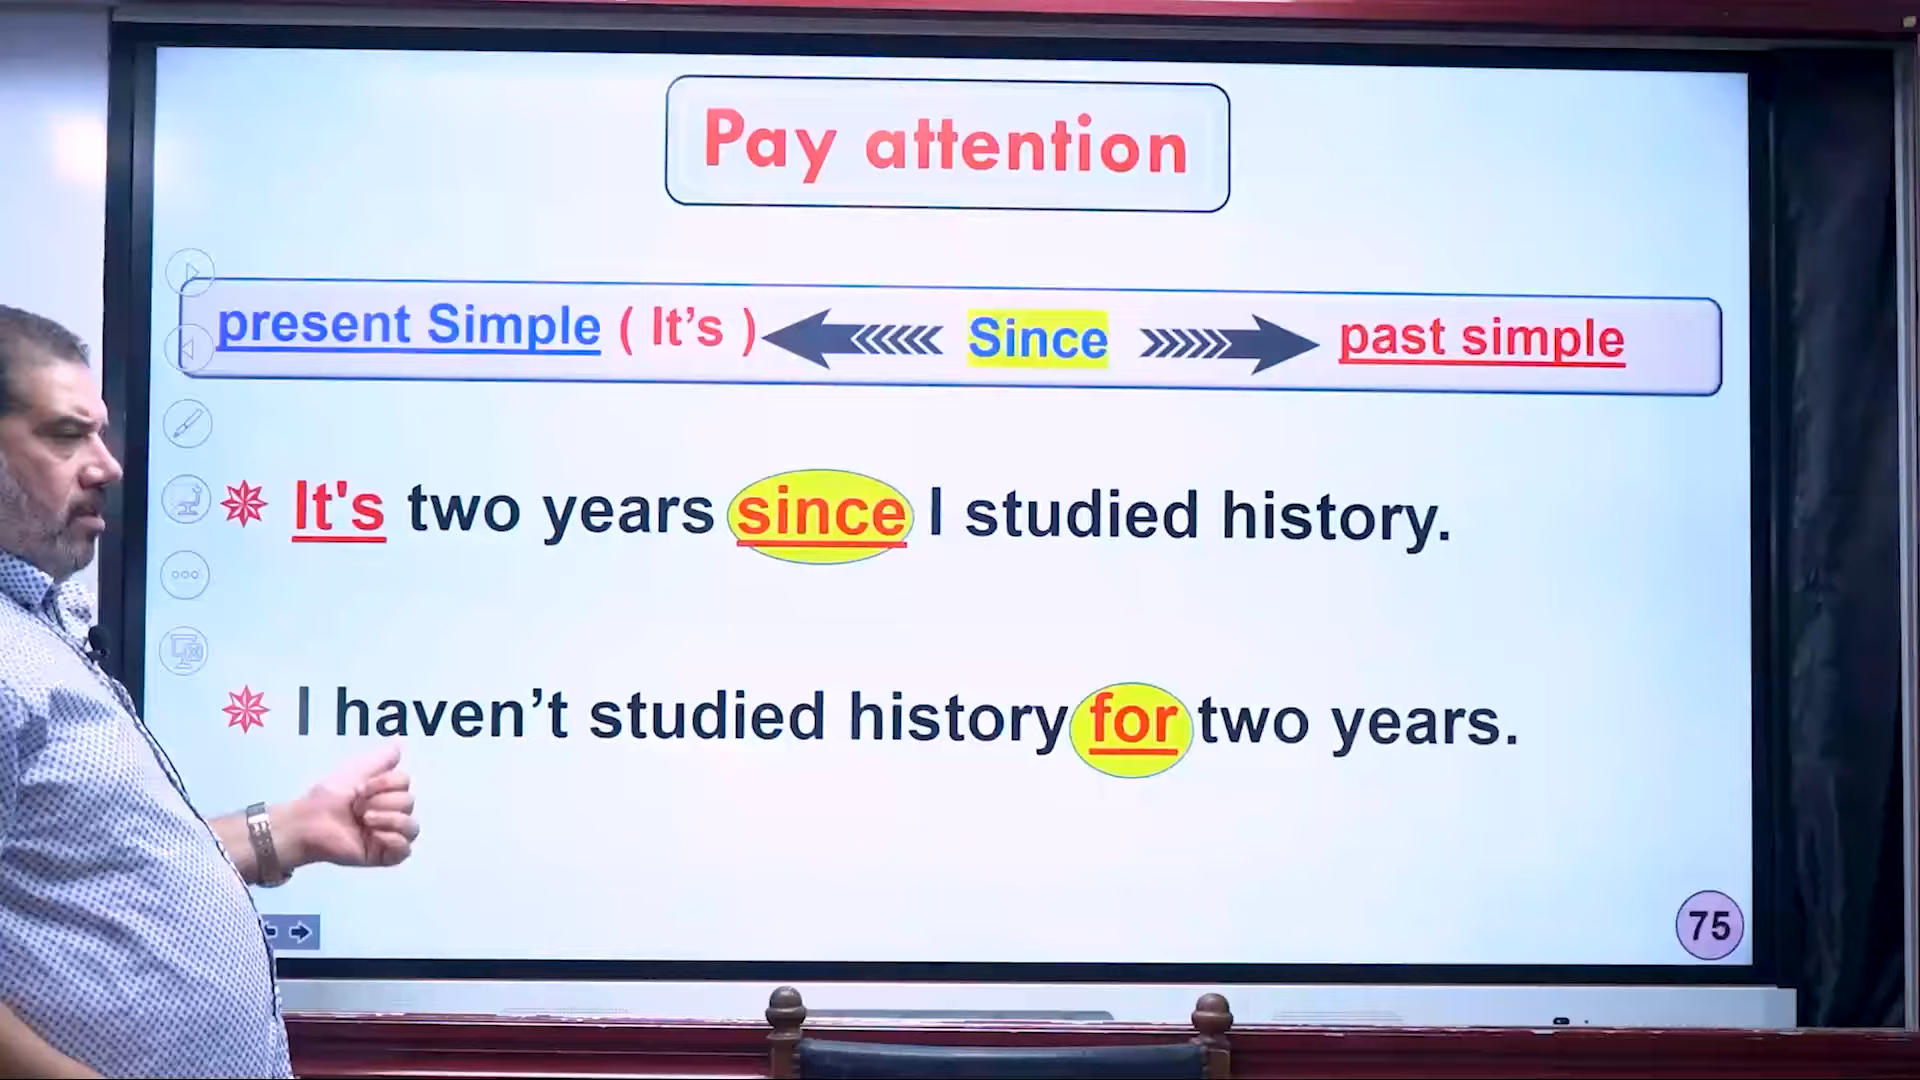 Pay attention
present Simple ( It’s ) Since past simple
It's two years since I studied history.
I haven’t studied history for two years.
75